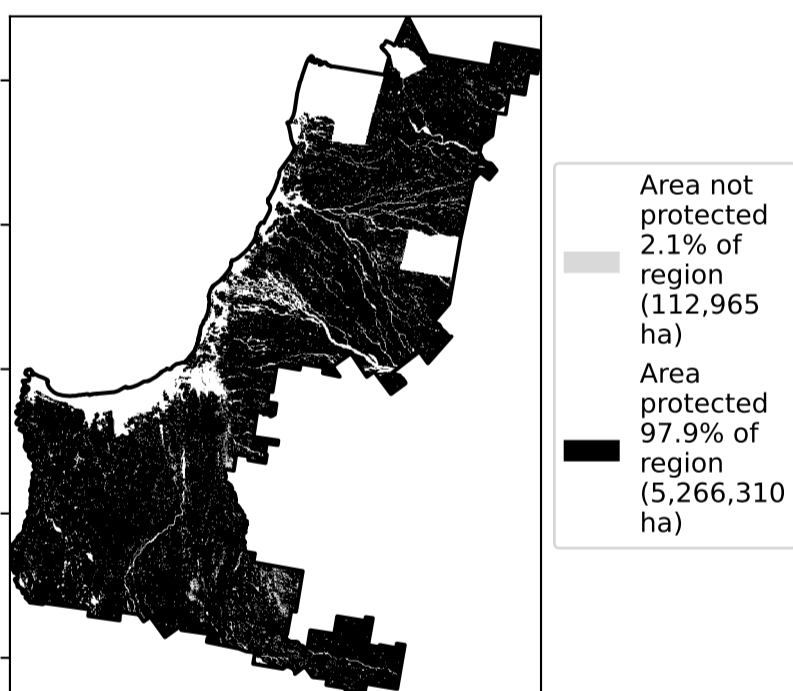 Area not
protected
2.1% of
region
(112,965
ha)
Area
protected
97.9% of
region
(5,266,310
ha)